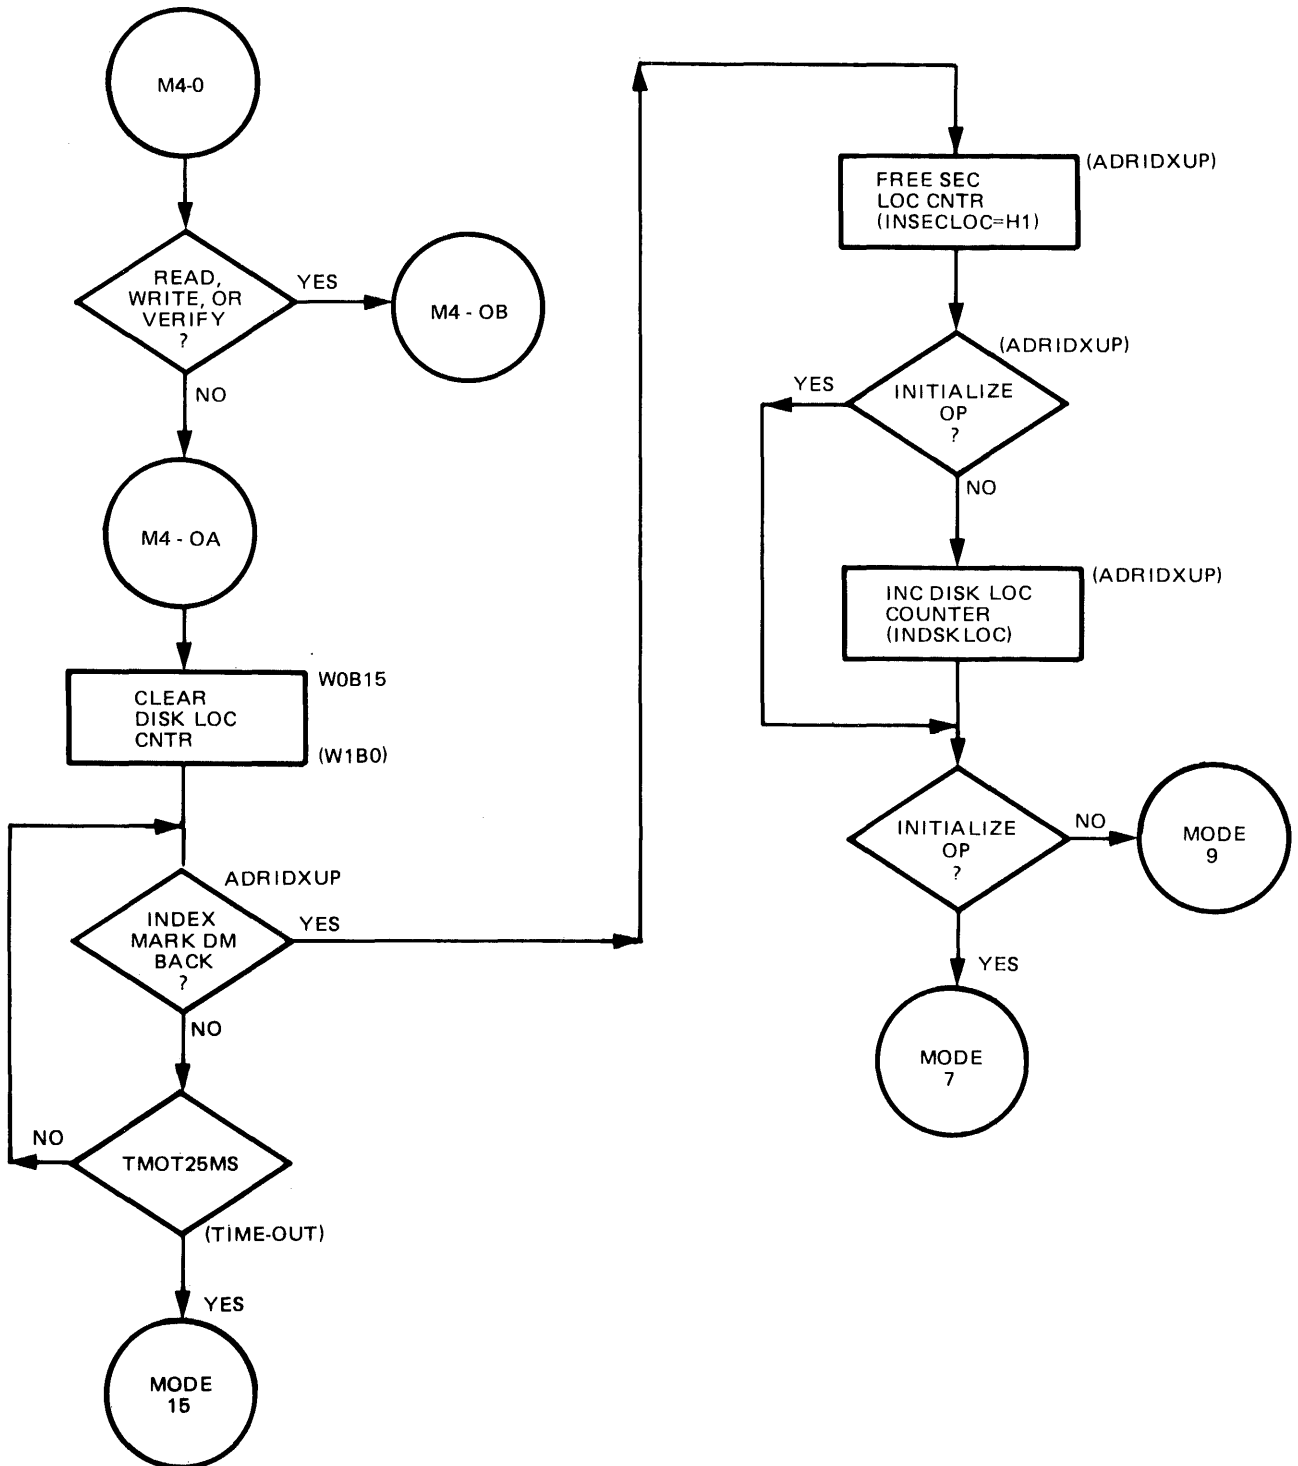 M4-0
READ,
WRITE, OR
VERIFY
?
YES
M4 - OB
NO
M4 - OA
CLEAR
DISK LOC
CNTR
W0B15
(W1B0)
ADRIDXUP
INDEX
MARK DM
BACK
?
YES
NO
TMOT25MS
NO
(TIME-OUT)
YES
MODE
15
(ADRIDXUP)
FREE SEC
LOC CNTR
(INSECLOC=H1)
(ADRIDXUP)
INITIALIZE
OP
?
YES
NO
(ADRIDXUP)
INC DISK LOC
COUNTER
(INDSKLOC)
INITIALIZE
OP
?
NO
MODE
9
YES
MODE
7